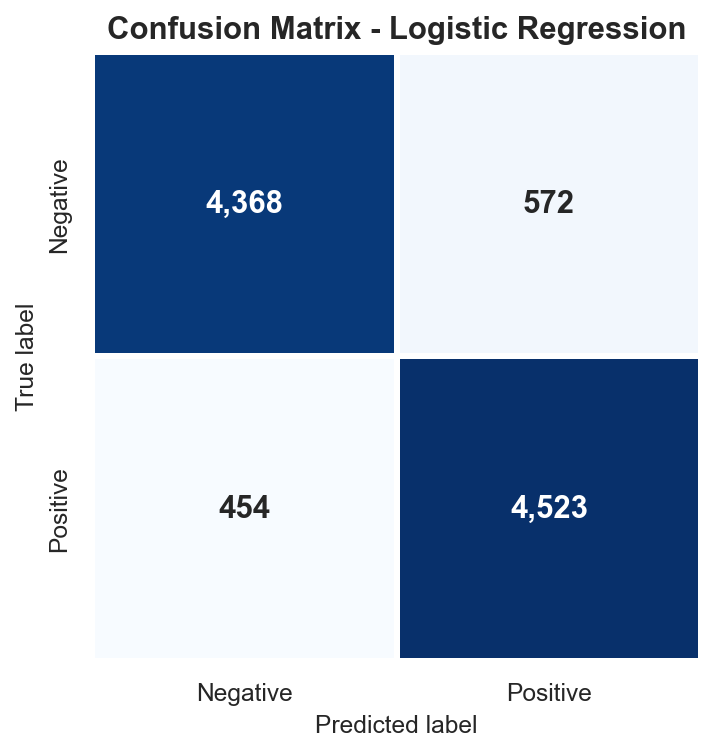 Confusion Matrix - Logistic Regression
Negative
4,368
572
True label
Positive
454
4,523
Negative
Positive
Predicted label